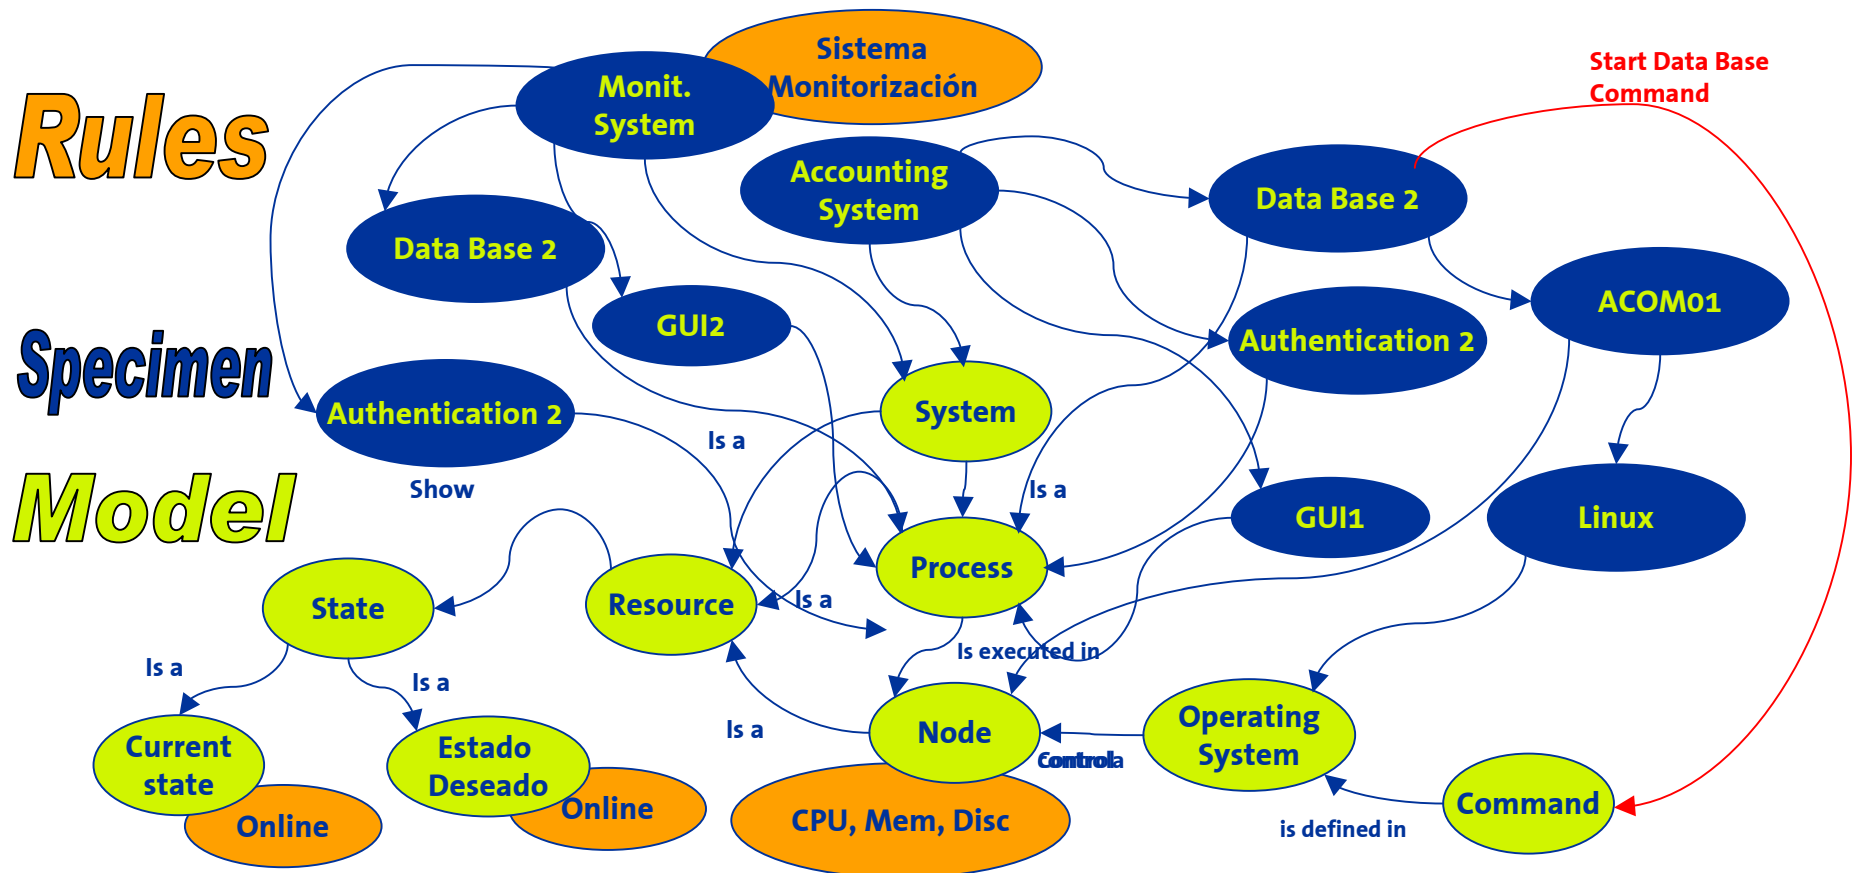 Sistema
Monitorización
Monit.
System
Start Data Base
Command
Rules
Accounting
System
Data Base 2
Data Base 2
ACOM01
GUI2
Authentication 2
Specimen
System
Authentication 2
Is a
Show
Is a
Model
GUI1
Linux
Process
State
Resource
Is a
Is executed in
Is a
Is a
Is a
Node
Operating
System
Current
state
Estado
Deseado
Control
Controla
Command
Online
Online
CPU, Mem, Disc
is defined in